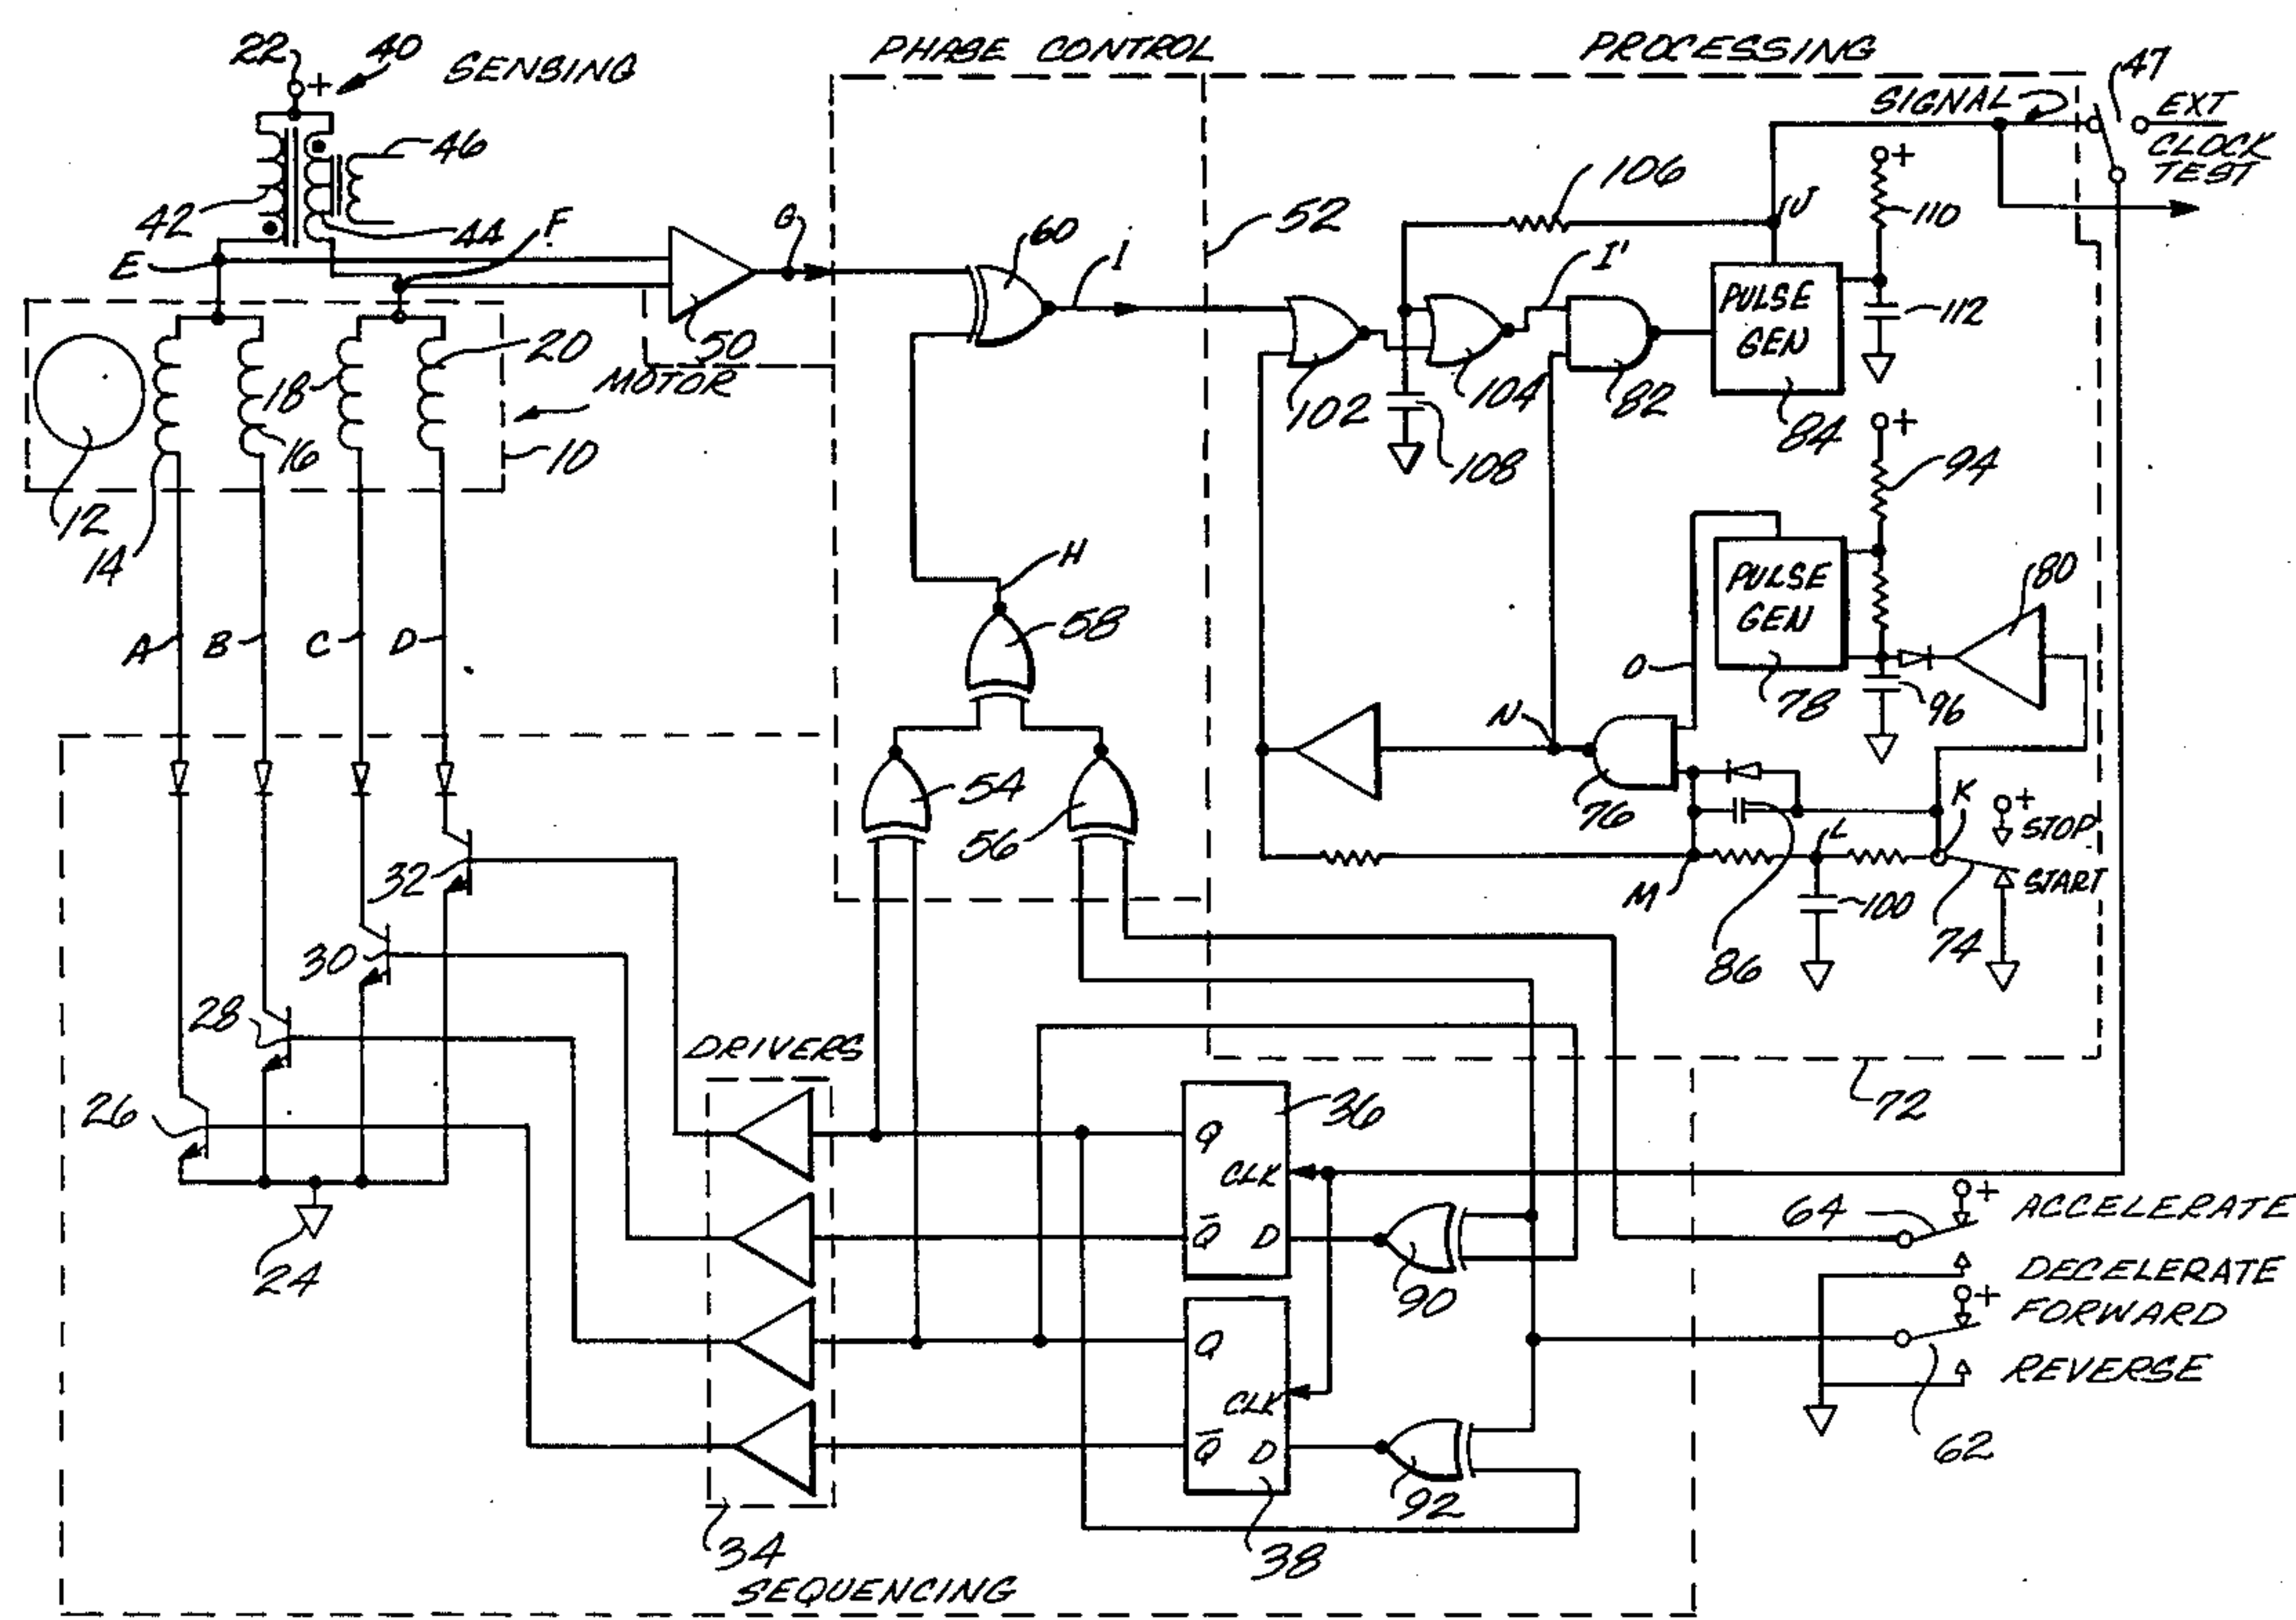 PHASE CONTROL
PROCESSING
22
40
SENSING
+
47
SIGNAL
EXT
CLOCK
TEST
46
42
44
F
G
60
I
52
106
J
+
110
E
I'
PULSE
GEN
112
50
20
MOTOR
18
16
10
102
104
82
84
108
+
94
12
14
H
PULSE
GEN
80
58
A
B
C
D
O
78
96
N
54
56
76
K
+
STOP
L
START
M
32
100
86
74
30
28
DRIVERS
72
26
36
Q
CLK
64
+
ACCELERATE
Q̅
D
90
24
DECELERATE
+
FORWARD
Q
REVERSE
CLK
Q̅
D
92
62
34
38
SEQUENCING